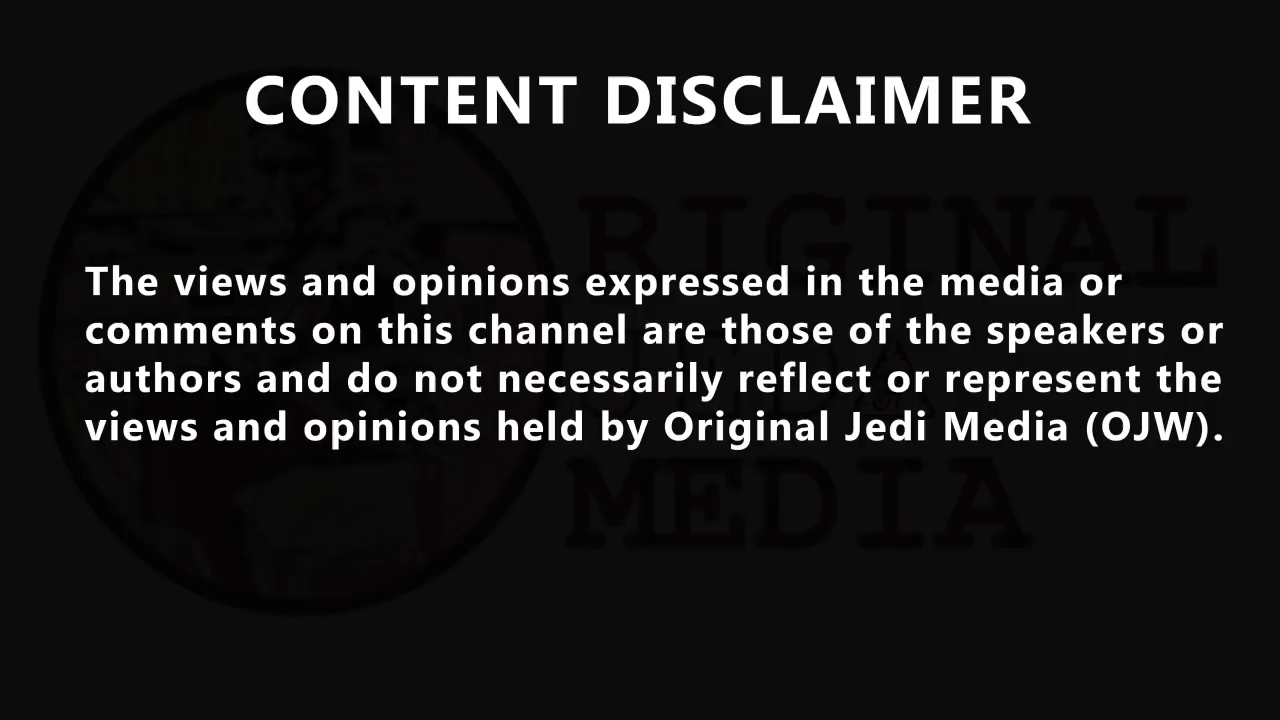 CONTENT DISCLAIMER
RIGINAL
The views and opinions expressed in the media or
comments on this channel are those of the speakers or
authors and do not necessarily reflect or represent the
views and opinions held by Original Jedi Media (OJW).
MEDIA